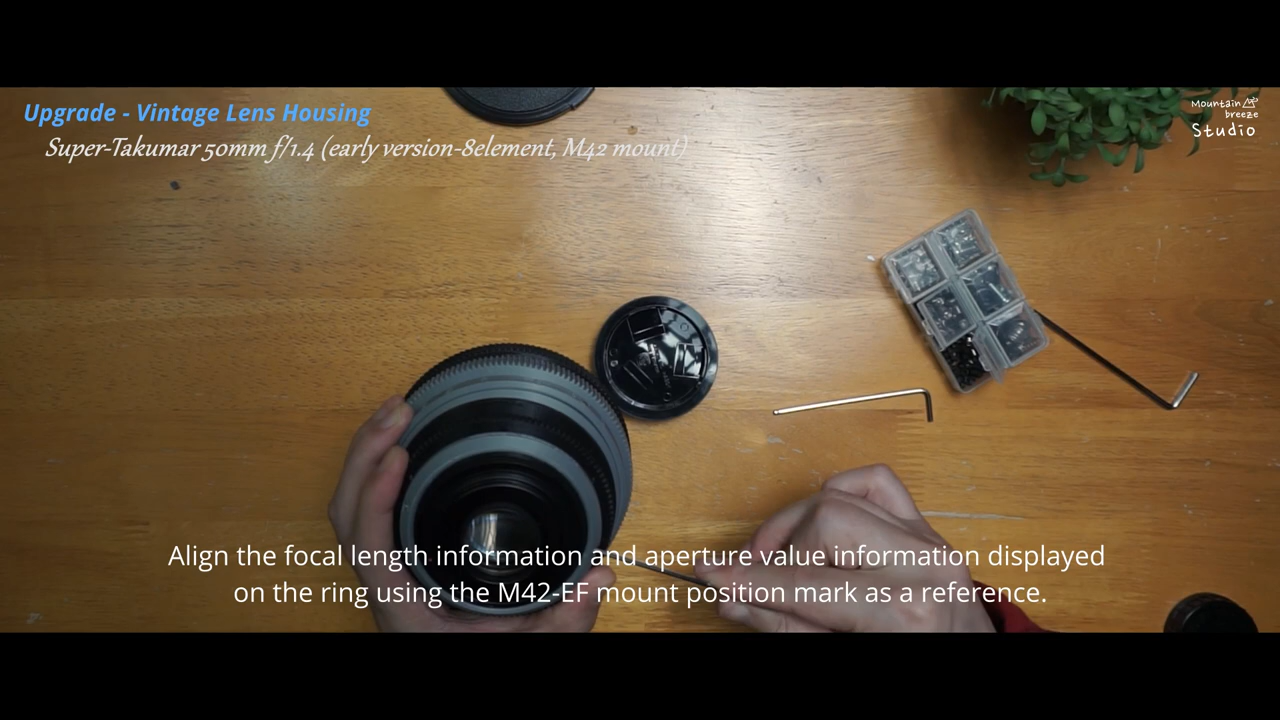 Upgrade - Vintage Lens Housing
Super-Takumar 50mm f/1.4 (early version-8element, M42 mount)
Mountain
breeze
Studio
Align the focal length information and aperture value information displayed
on the ring using the M42-EF mount position mark as a reference.